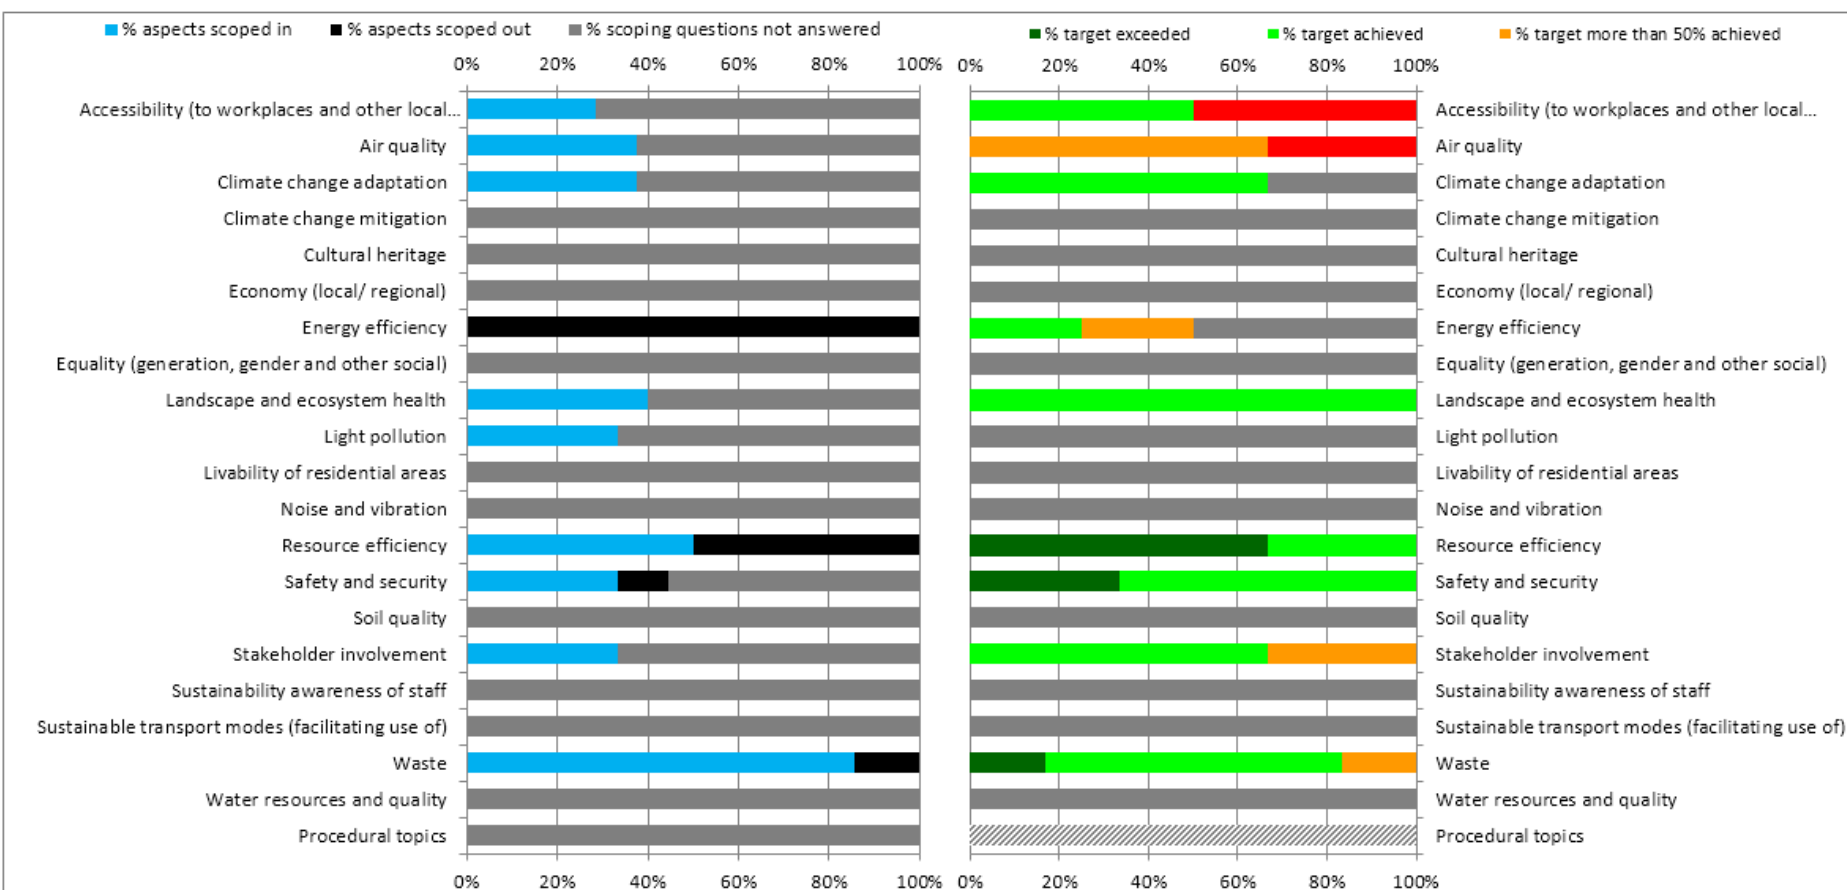 % aspects scoped in % aspects scoped out % scoping questions not answered
0% 20% 40% 60% 80% 100%
Accessibility (to workplaces and other local...
Air quality
Climate change adaptation
Climate change mitigation
Cultural heritage
Economy (local/ regional)
Energy efficiency
Equality (generation, gender and other social)
Landscape and ecosystem health
Light pollution
Livability of residential areas
Noise and vibration
Resource efficiency
Safety and security
Soil quality
Stakeholder involvement
Sustainability awareness of staff
Sustainable transport modes (facilitating use of)
Waste
Water resources and quality
Procedural topics
0% 20% 40% 60% 80% 100%
% target exceeded % target achieved % target more than 50% achieved
0% 20% 40% 60% 80% 100%
Accessibility (to workplaces and other local...
Air quality
Climate change adaptation
Climate change mitigation
Cultural heritage
Economy (local/ regional)
Energy efficiency
Equality (generation, gender and other social)
Landscape and ecosystem health
Light pollution
Livability of residential areas
Noise and vibration
Resource efficiency
Safety and security
Soil quality
Stakeholder involvement
Sustainability awareness of staff
Sustainable transport modes (facilitating use of)
Waste
Water resources and quality
Procedural topics
0% 20% 40% 60% 80% 100%